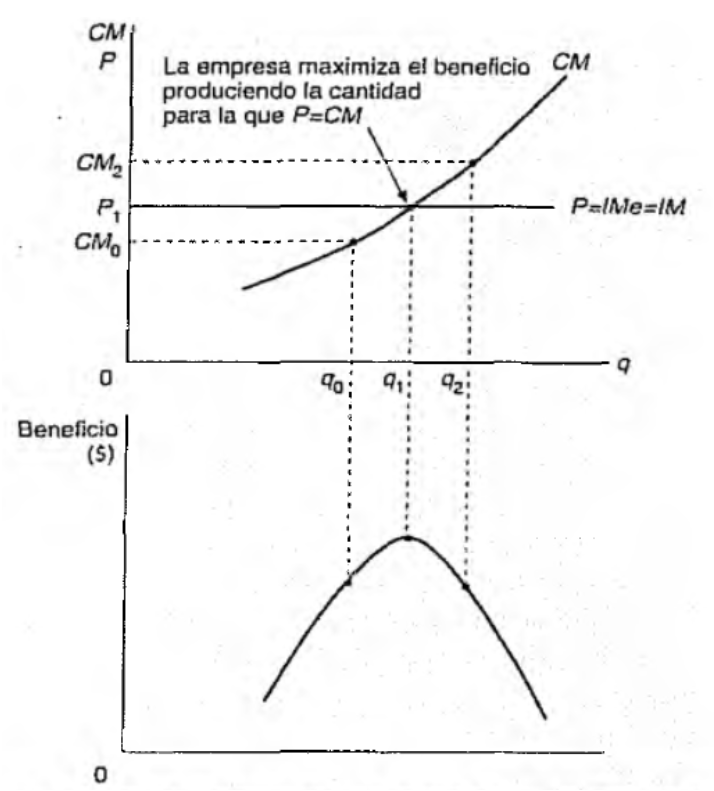 CM
P
La empresa maximiza el beneficio
produciendo la cantidad
para la que P=CM
CM
CM₂
P₁
P=IMe=IM
CM₀
0
q₀
q₁
q₂
q
Beneficio
($)
0